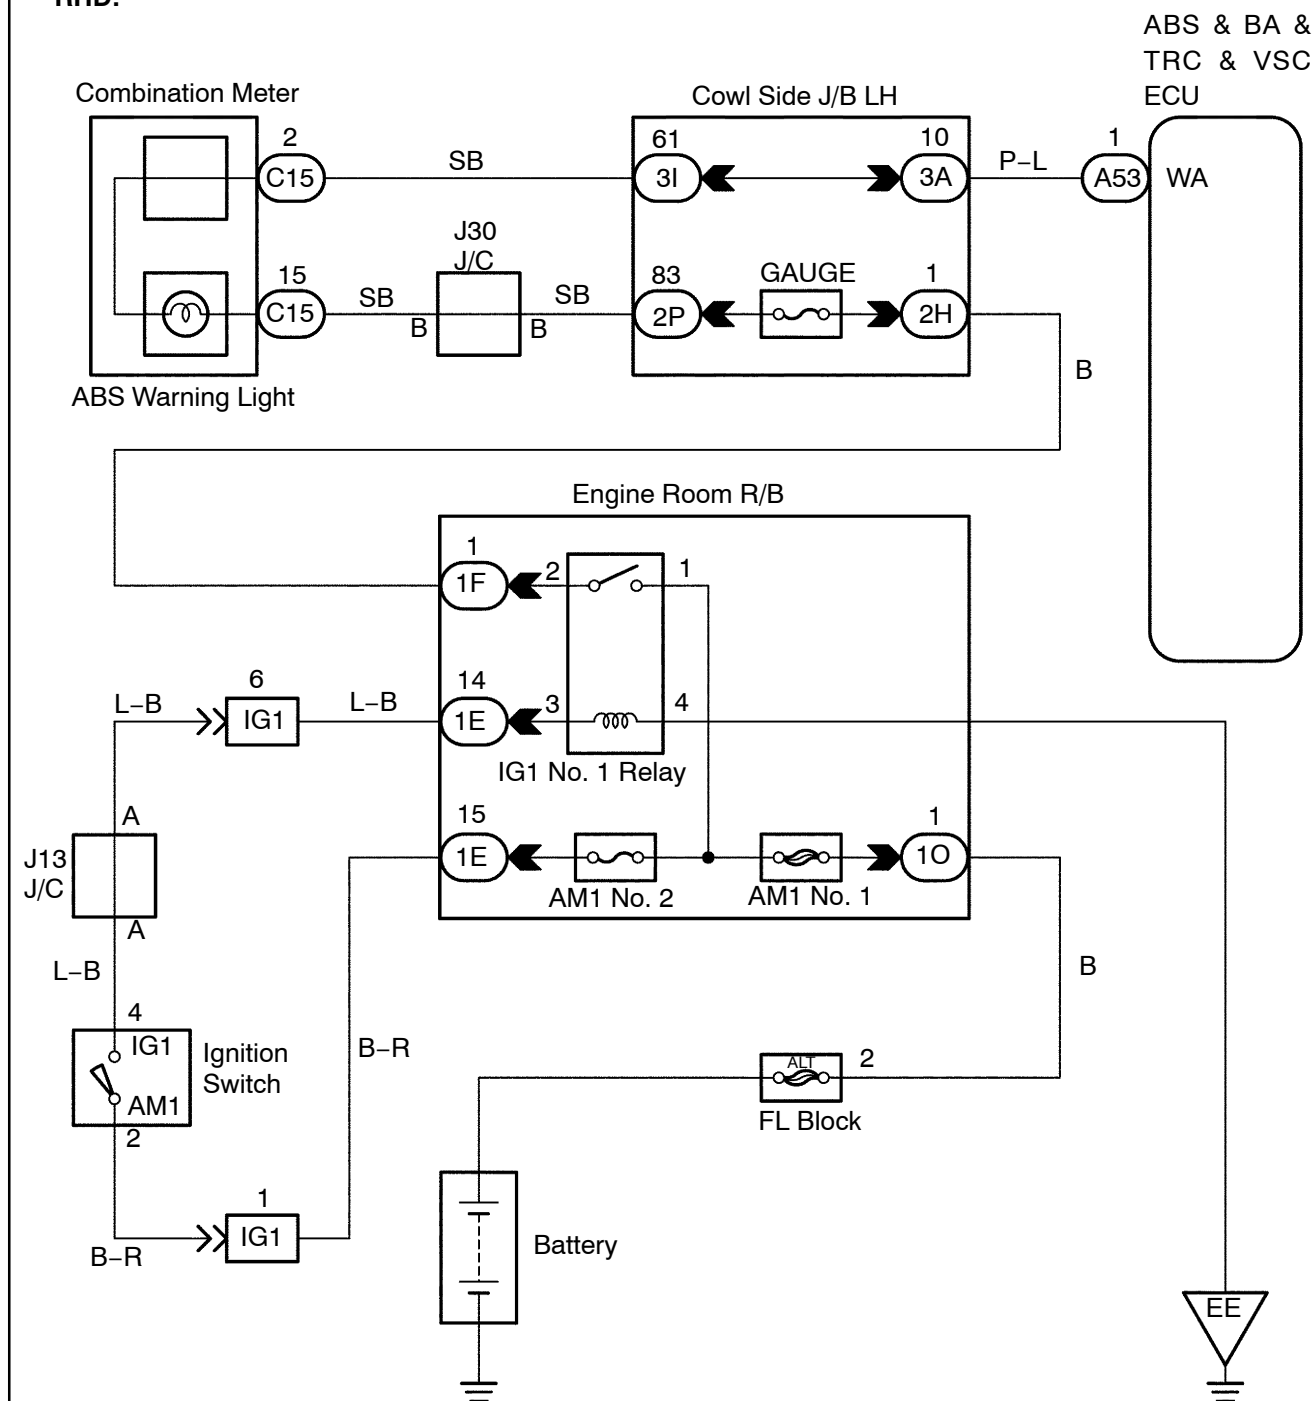 RHD:
ABS & BA &
TRC & VSC
ECU
Combination Meter
Cowl Side J/B LH
2
C15
SB
61
3I
10
3A
P–L
1
A53
WA
J30
J/C
15
C15
SB
B
B
SB
83
2P
GAUGE
1
2H
B
ABS Warning Light
Engine Room R/B
1
1F
2
1
L–B
6
IG1
L–B
14
1E
3
4
IG1 No. 1 Relay
A
J13
J/C
A
15
1E
AM1 No. 2
AM1 No. 1
1
1O
L–B
B
4
IG1
AM1
2
Ignition
Switch
B–R
ALT
2
FL Block
1
IG1
B–R
Battery
EE